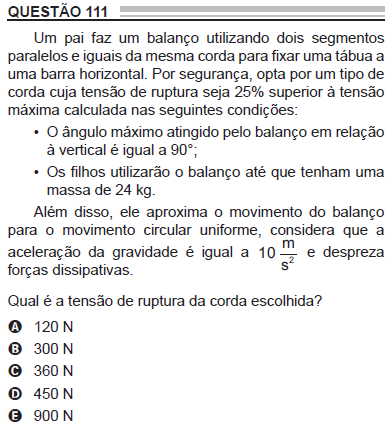 QUESTÃO 111
Um pai faz um balanço utilizando dois segmentos
paralelos e iguais da mesma corda para fixar uma tábua a
uma barra horizontal. Por segurança, opta por um tipo de
corda cuja tensão de ruptura seja 25% superior à tensão
máxima calculada nas seguintes condições:
• O ângulo máximo atingido pelo balanço em relação
à vertical é igual a 90°;
• Os filhos utilizarão o balanço até que tenham uma
massa de 24 kg.
Além disso, ele aproxima o movimento do balanço
para o movimento circular uniforme, considera que a
aceleração da gravidade é igual a 10 m/s² e despreza
forças dissipativas.
Qual é a tensão de ruptura da corda escolhida?
A 120 N
B 300 N
C 360 N
D 450 N
E 900 N